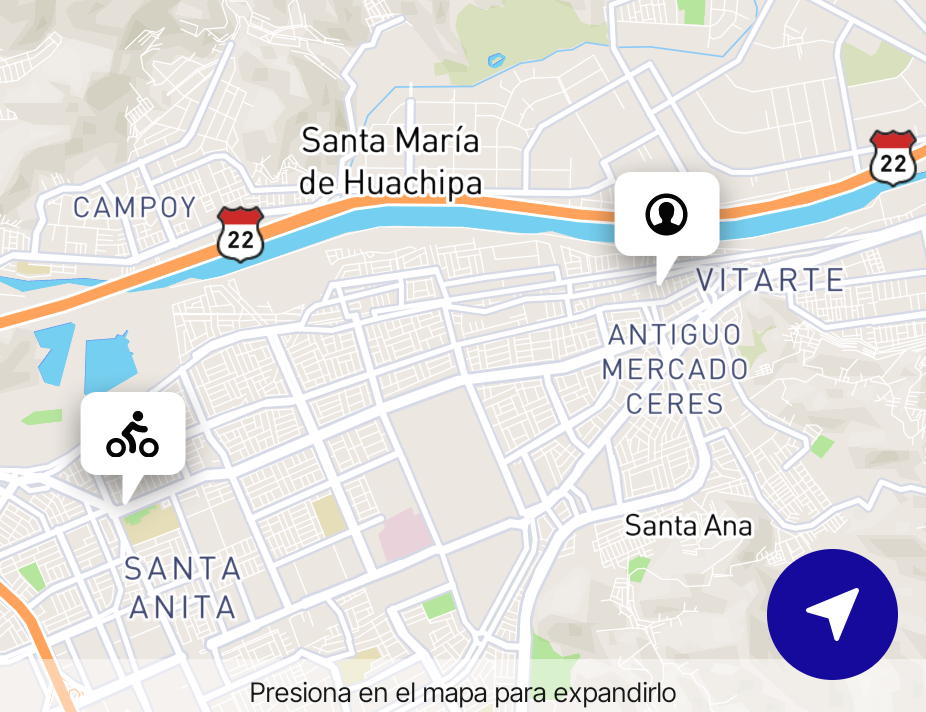 22
Santa María
de Huachipa
CAMPOY
22
VITARTE
ANTIGUO
MERCADO
CERES
Santa Ana
SANTA
ANITA
Presiona en el mapa para expandirlo